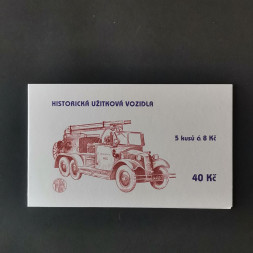 HISTORICKÁ UŽITKOVÁ VOZIDLA
5 kusů á 8 Kč
40 Kč